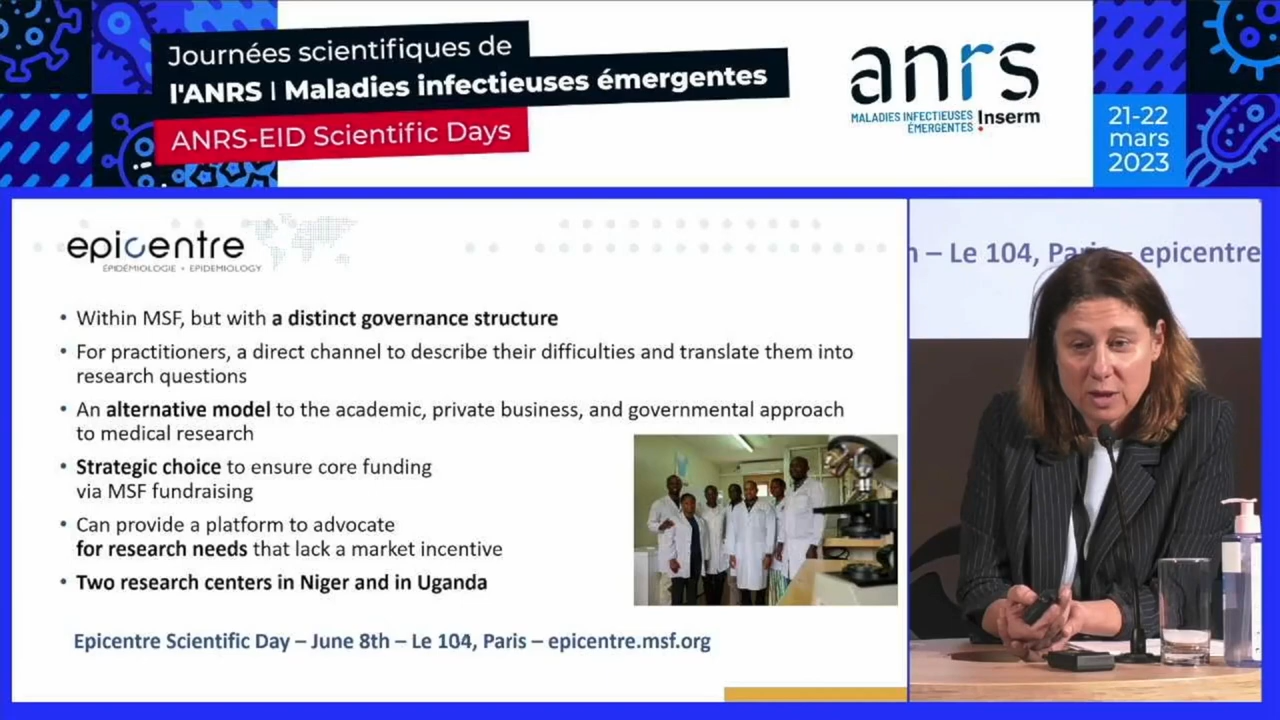 Journées scientifiques de
l'ANRS | Maladies infectieuses émergentes
ANRS-EID Scientific Days
anrs
MALADIES INFECTIEUSES
ÉMERGENTES
Inserm
21-22
mars
2023
epicentre
ÉPIDÉMIOLOGIE • EPIDEMIOLOGY
• Within MSF, but with a distinct governance structure
• For practitioners, a direct channel to describe their difficulties and translate them into
research questions
• An alternative model to the academic, private business, and governmental approach
to medical research
• Strategic choice to ensure core funding
via MSF fundraising
• Can provide a platform to advocate
for research needs that lack a market incentive
• Two research centers in Niger and in Uganda
Epicentre Scientific Day – June 8th – Le 104, Paris – epicentre.msf.org
– Le 104, – epicentre